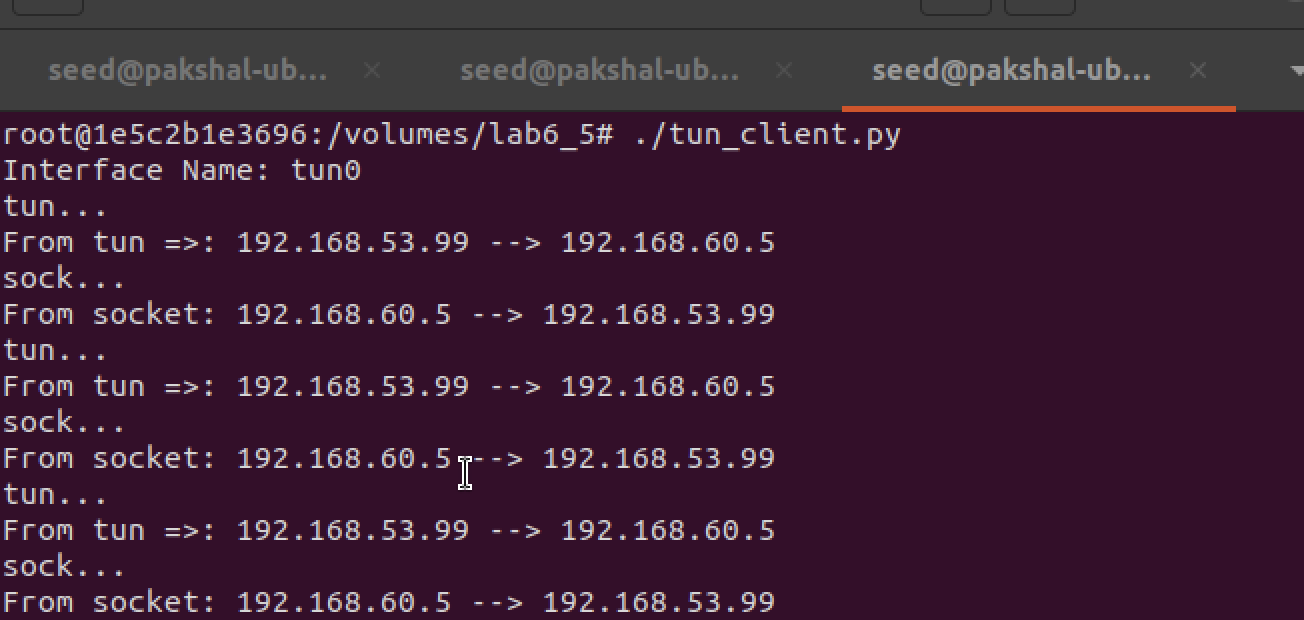 seed@pakshal-ub... seed@pakshal-ub... seed@pakshal-ub...
root@1e5c2b1e3696:/volumes/lab6_5# ./tun_client.py
Interface Name: tun0
tun...
From tun =>: 192.168.53.99 --> 192.168.60.5
sock...
From socket: 192.168.60.5 --> 192.168.53.99
tun...
From tun =>: 192.168.53.99 --> 192.168.60.5
sock...
From socket: 192.168.60.5 --> 192.168.53.99
tun...
From tun =>: 192.168.53.99 --> 192.168.60.5
sock...
From socket: 192.168.60.5 --> 192.168.53.99